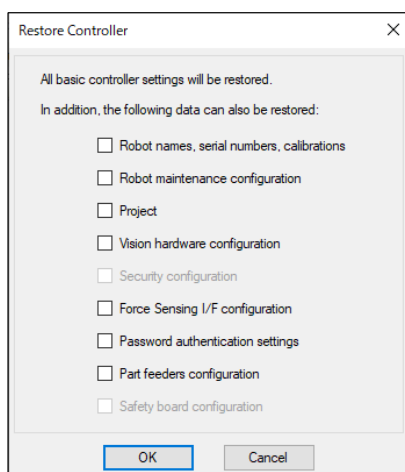 Restore Controller
All basic controller settings will be restored.
In addition, the following data can also be restored:
Robot names, serial numbers, calibrations
Robot maintenance configuration
Project
Vision hardware configuration
Security configuration
Force Sensing I/F configuration
Password authentication settings
Part feeders configuration
Safety board configuration
OK Cancel